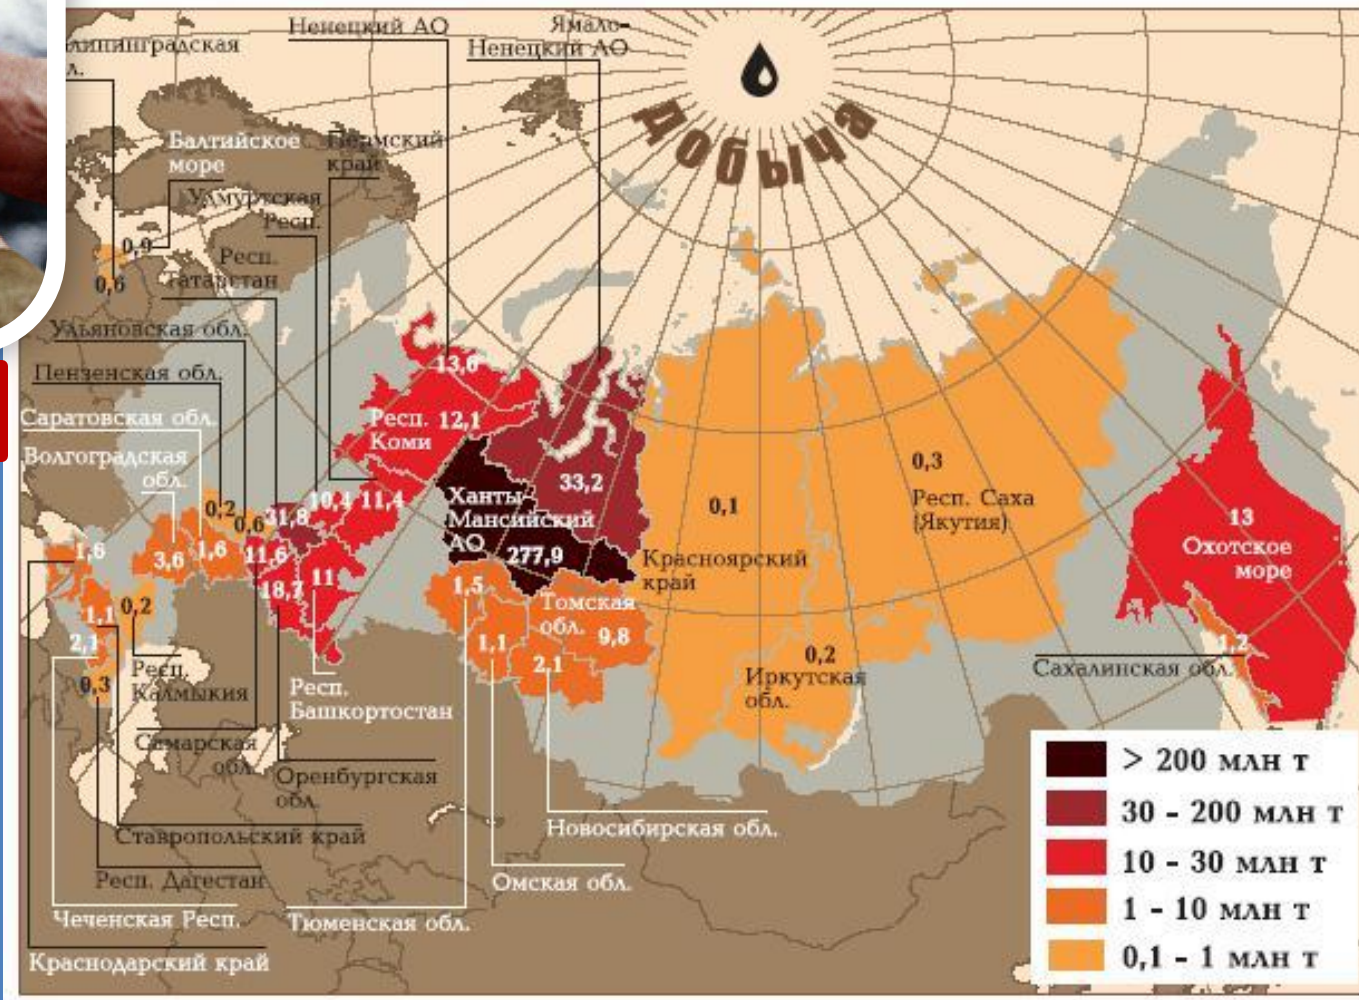 Ненецкий АО
Ямало-
Ненецкий АО
лининградская
л.
добыча
Балтийское
море
Пермский
край
Удмуртская
Респ.
0,9
Респ.
Татарстан
0,6
Ульяновская обл.
Пензенская обл.
13,6
Саратовская обл.
Респ. 12,1
Коми
Волгоградская
обл.
33,2
0,3
Респ. Саха
(Якутия)
0,1
Ханты-
Мансийский
АО
277,9
0,2
0,6
31,8
10,4
11,4
13
Охотское
море
1,6
3,6
1,6
11,6
18,7
11
Красноярский
край
1,5
Томская
обл.
9,8
1,1
0,2
1,1
2,1
2,1
0,3
0,2
Иркутская
обл.
1,2
Сахалинская обл.
Респ.
Калмыкия
Респ.
Башкортостан
Самарская
обл.
Оренбургская
обл.
Ставропольский край
Новосибирская обл.
Респ. Дагестан
Омская обл.
Чеченская Респ.
Тюменская обл.
Краснодарский край
> 200 млн т
30 - 200 млн т
10 - 30 млн т
1 - 10 млн т
0,1 - 1 млн т